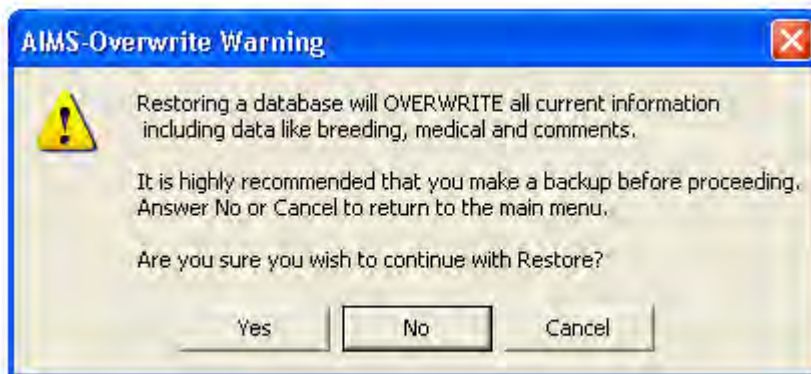 AIMS-Overwrite Warning
Restoring a database will OVERWRITE all current information
including data like breeding, medical and comments.
It is highly recommended that you make a backup before proceeding.
Answer No or Cancel to return to the main menu.
Are you sure you wish to continue with Restore?
Yes No Cancel